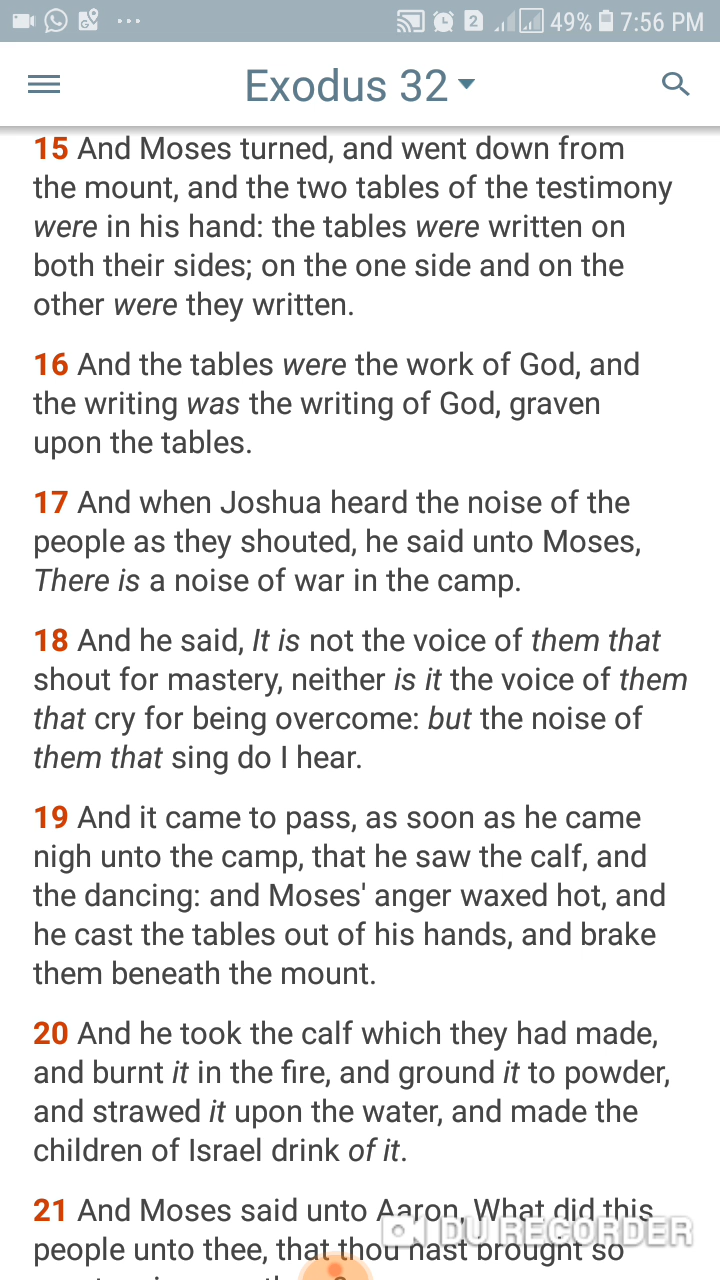 2 49% 7:56 PM
Exodus 32
15 And Moses turned, and went down from
the mount, and the two tables of the testimony
were in his hand: the tables were written on
both their sides; on the one side and on the
other were they written.
16 And the tables were the work of God, and
the writing was the writing of God, graven
upon the tables.
17 And when Joshua heard the noise of the
people as they shouted, he said unto Moses,
There is a noise of war in the camp.
18 And he said, It is not the voice of them that
shout for mastery, neither is it the voice of them
that cry for being overcome: but the noise of
them that sing do I hear.
19 And it came to pass, as soon as he came
nigh unto the camp, that he saw the calf, and
the dancing: and Moses' anger waxed hot, and
he cast the tables out of his hands, and brake
them beneath the mount.
20 And he took the calf which they had made,
and burnt it in the fire, and ground it to powder,
and strawed it upon the water, and made the
children of Israel drink of it.
21 And Moses said unto Aaron, What did this
people unto thee, that thou hast brought so
DU RECORDER